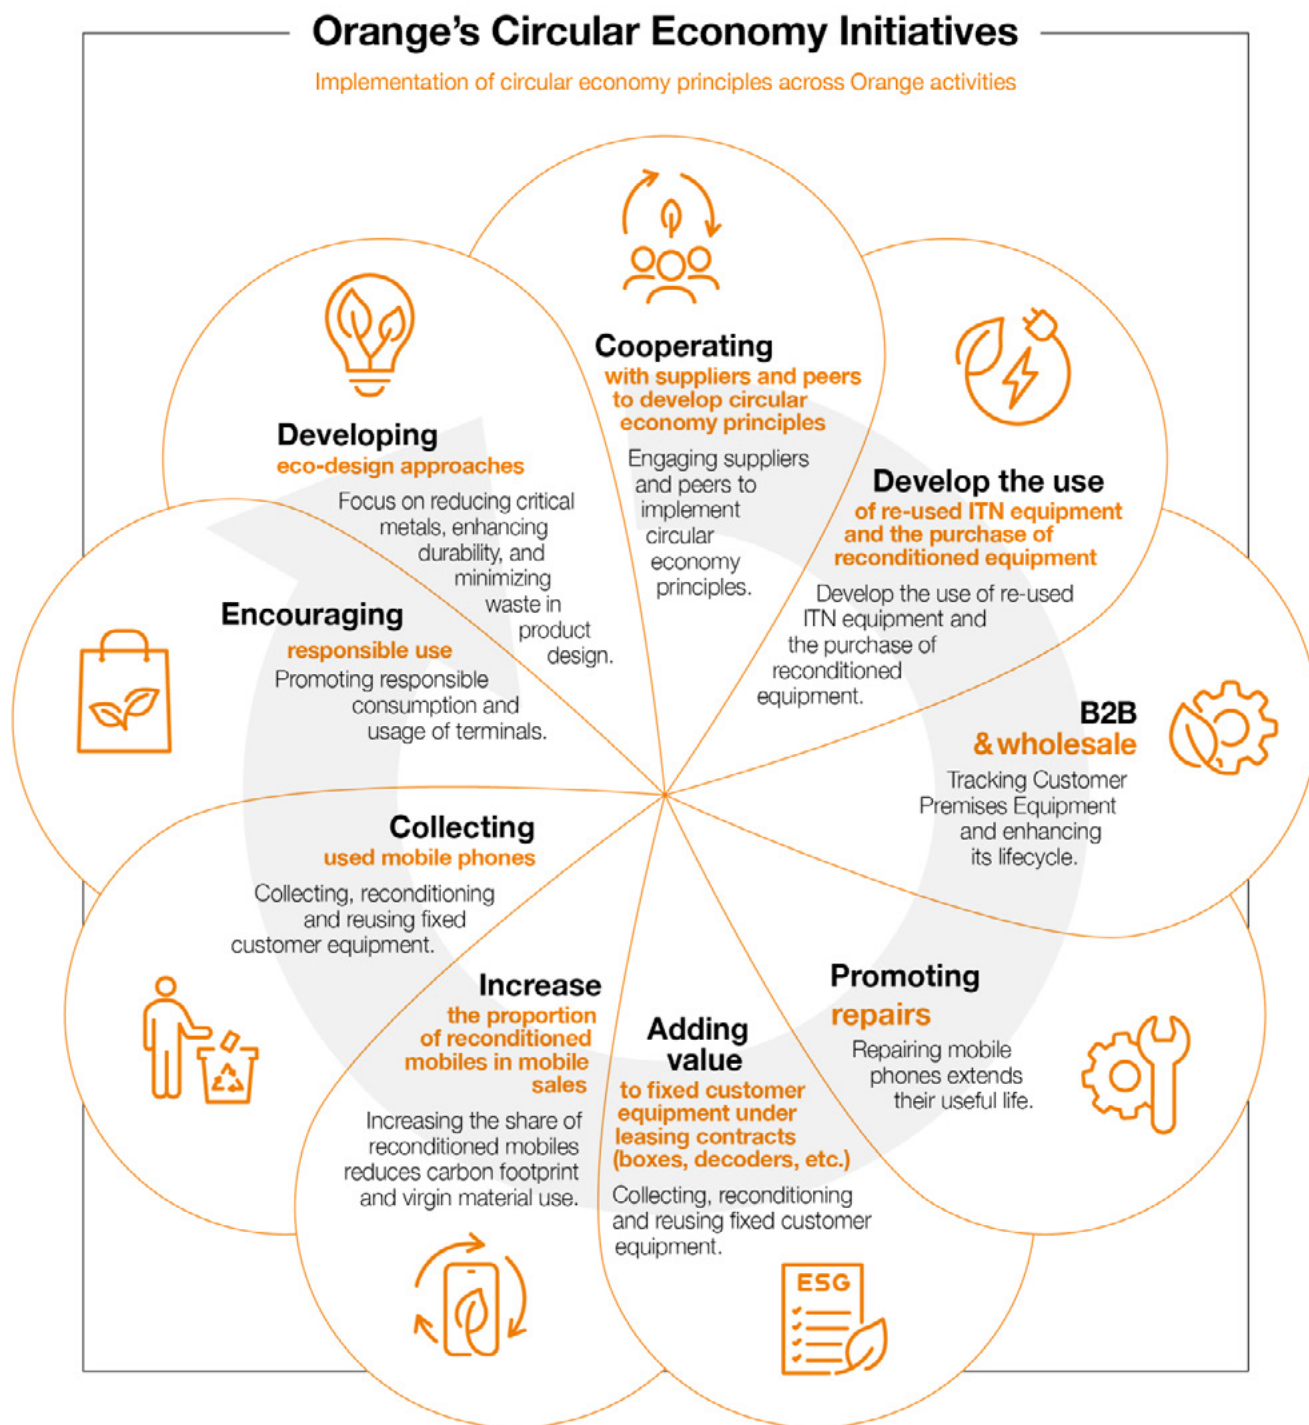 Orange’s Circular Economy Initiatives
Implementation of circular economy principles across Orange activities
Cooperating
with suppliers and peers
to develop circular
economy principles
Engaging suppliers
and peers to
implement
circular
economy
principles.
Develop the use
of re-used ITN equipment
and the purchase of
reconditioned equipment
Develop the use of re-used
ITN equipment and
the purchase of
reconditioned
equipment.
B2B
& wholesale
Tracking Customer
Premises Equipment
and enhancing
its lifecycle.
Promoting
repairs
Repairing mobile
phones extends
their useful life.
Adding
value
to fixed customer
equipment under
leasing contracts
(boxes, decoders, etc.)
Collecting, reconditioning
and reusing fixed customer
equipment.
ESG
Increase
the proportion
of reconditioned
mobiles in mobile
sales
Increasing the share of
reconditioned mobiles
reduces carbon footprint
and virgin material use.
Collecting
used mobile phones
Collecting, reconditioning
and reusing fixed
customer equipment.
Encouraging
responsible use
Promoting responsible
consumption and
usage of terminals.
Developing
eco-design approaches
Focus on reducing critical
metals, enhancing
durability, and
minimizing
waste in
product
design.